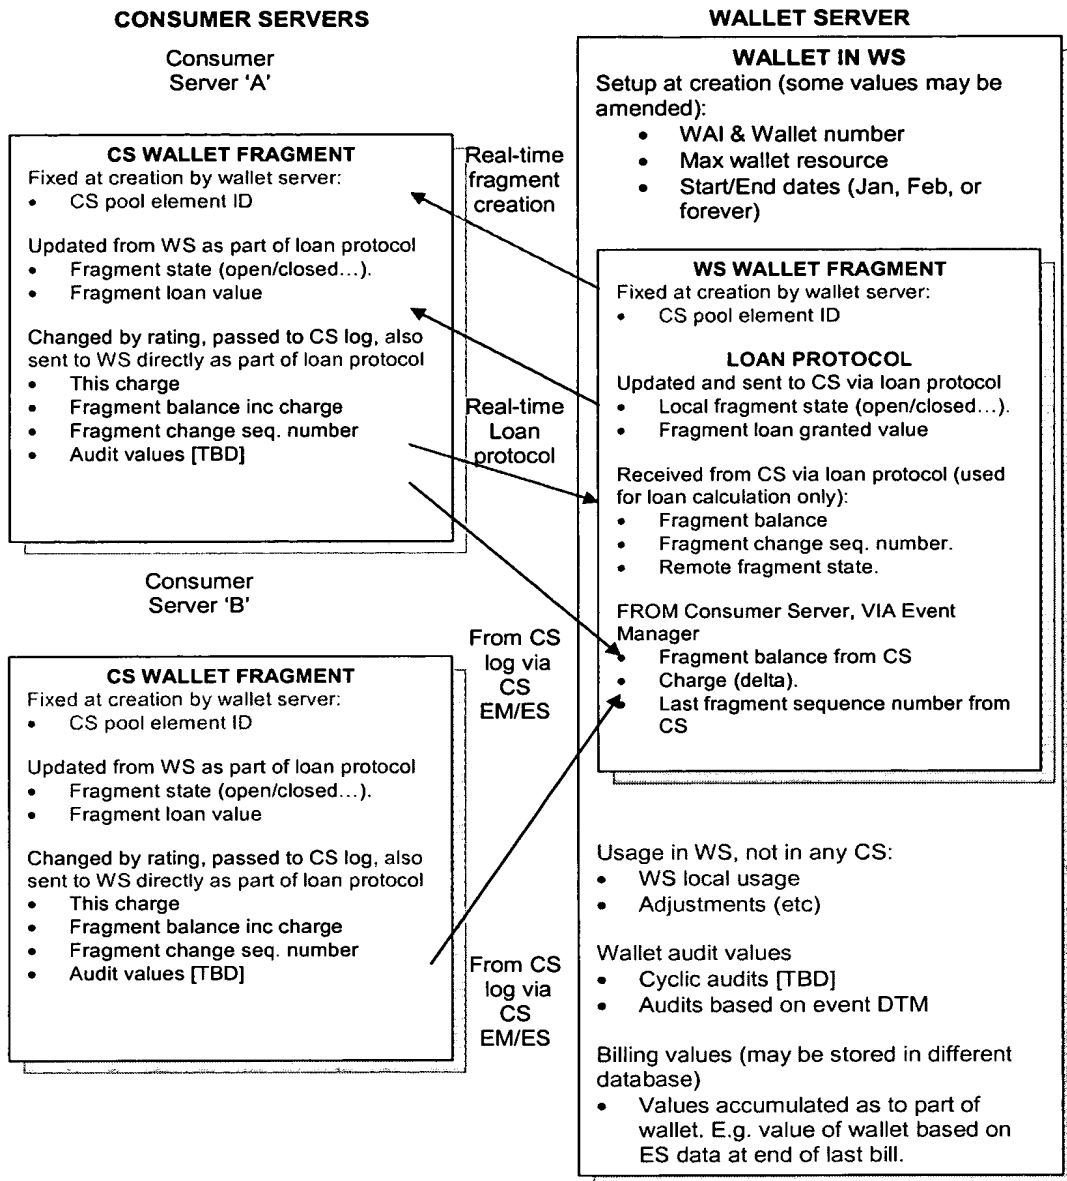 CONSUMER SERVERS
Consumer
Server 'A'
CS WALLET FRAGMENT
Fixed at creation by wallet server:
• CS pool element ID
Updated from WS as part of loan protocol
• Fragment state (open/closed...).
• Fragment loan value
Changed by rating, passed to CS log, also
sent to WS directly as part of loan protocol
• This charge
• Fragment balance inc charge
• Fragment change seq. number
• Audit values [TBD]
Consumer
Server 'B'
CS WALLET FRAGMENT
Fixed at creation by wallet server:
• CS pool element ID
Updated from WS as part of loan protocol
• Fragment state (open/closed...).
• Fragment loan value
Changed by rating, passed to CS log, also
sent to WS directly as part of loan protocol
• This charge
• Fragment balance inc charge
• Fragment change seq. number
• Audit values [TBD]
Real-time
fragment
creation
Real-time
Loan
protocol
From CS
log via
CS
EM/ES
From CS
log via
CS
EM/ES
WALLET SERVER
WALLET IN WS
Setup at creation (some values may be
amended):
• WAI & Wallet number
• Max wallet resource
• Start/End dates (Jan, Feb, or
forever)
WS WALLET FRAGMENT
Fixed at creation by wallet server:
• CS pool element ID
LOAN PROTOCOL
Updated and sent to CS via loan protocol
• Local fragment state (open/closed...).
• Fragment loan granted value
Received from CS via loan protocol (used
for loan calculation only):
• Fragment balance
• Fragment change seq. number.
• Remote fragment state.
FROM Consumer Server, VIA Event
Manager
• Fragment balance from CS
• Charge (delta).
• Last fragment sequence number from
CS
Usage in WS, not in any CS:
• WS local usage
• Adjustments (etc)
Wallet audit values
• Cyclic audits [TBD]
• Audits based on event DTM
Billing values (may be stored in different
database)
• Values accumulated as to part of
wallet. E.g. value of wallet based on
ES data at end of last bill.